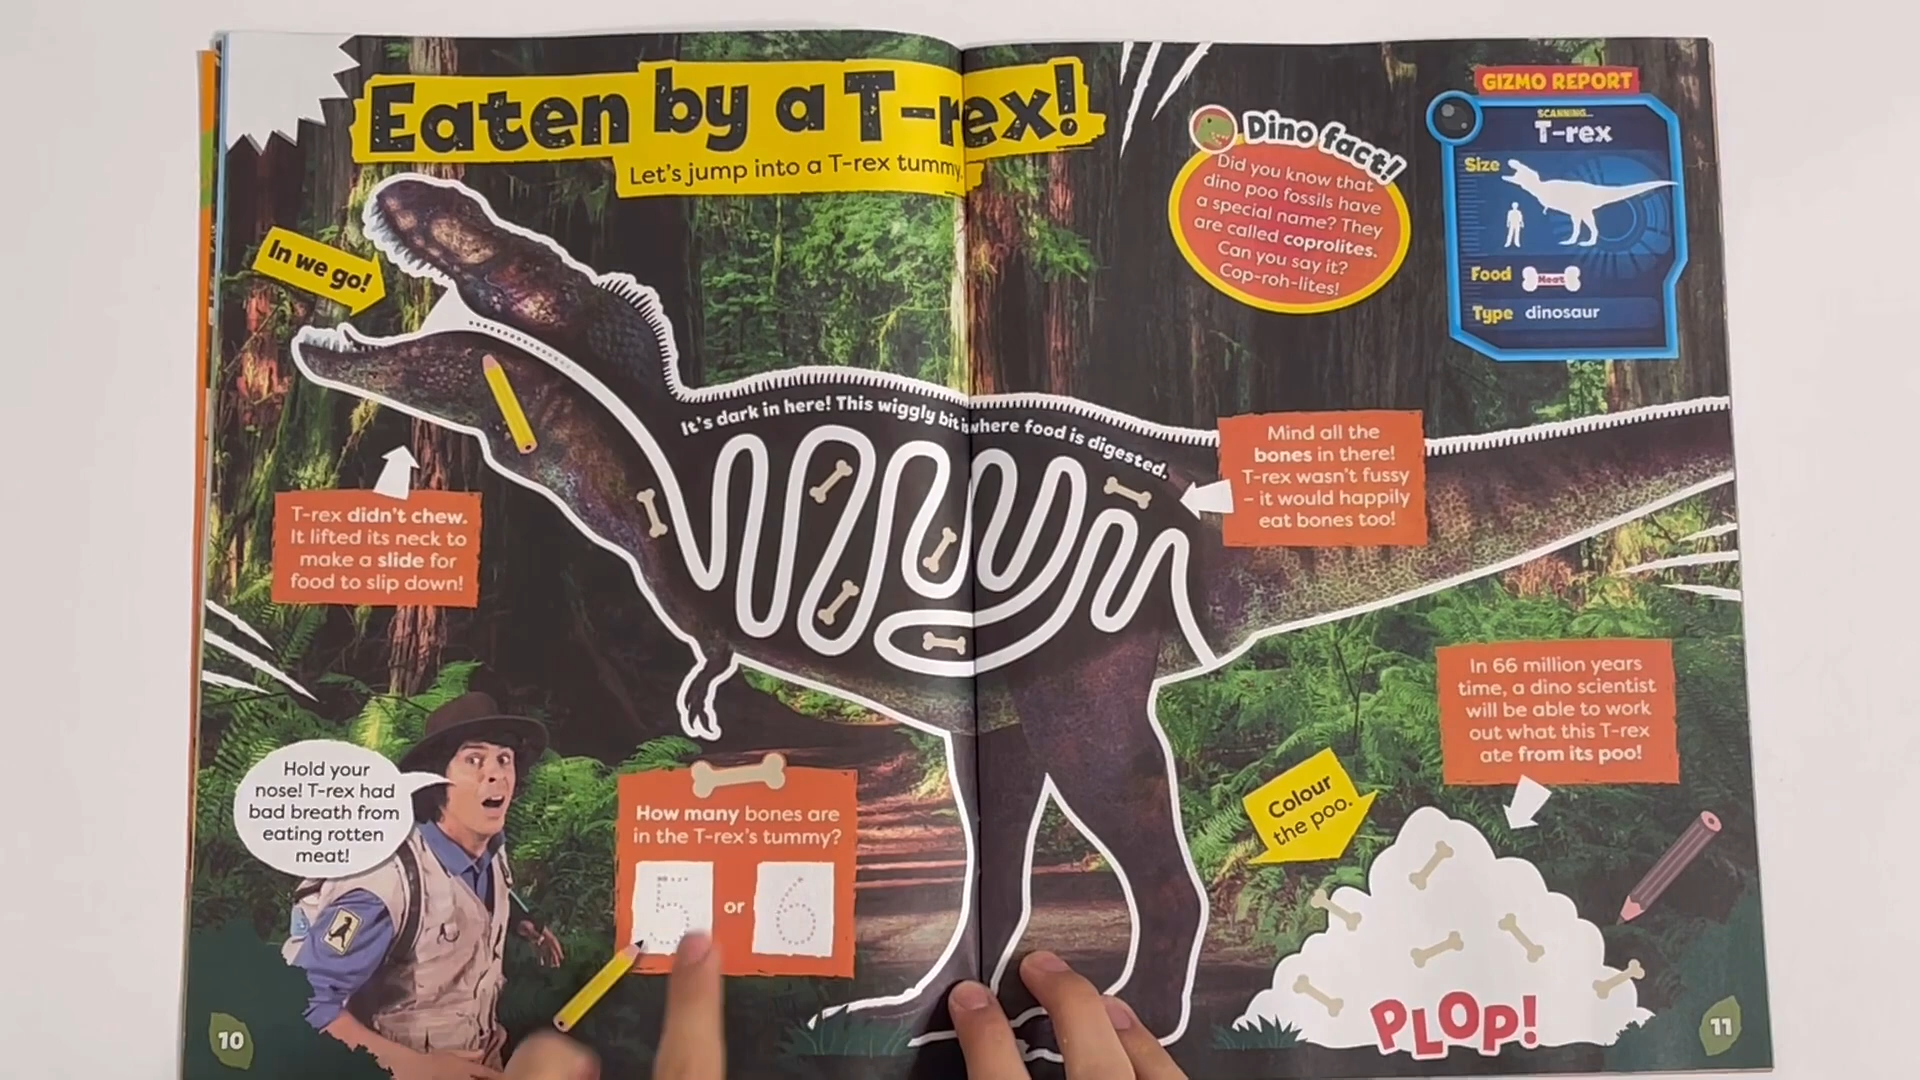 Eaten by a T-rex!
Let's jump into a T-rex tummy.
In we go!
T-rex didn't chew.
It lifted its neck to
make a slide for
food to slip down!
It's dark in here! This wiggly bit is where food is digested.
Dino fact!
Did you know that
dino poo fossils have
a special name? They
are called coprolites.
Can you say it?
Cop-roh-lites!
GIZMO REPORT
SCANNING...
T-rex
Size
Food Meat
Type dinosaur
Mind all the
bones in there!
T-rex wasn't fussy
– it would happily
eat bones too!
Hold your
nose! T-rex had
bad breath from
eating rotten
meat!
How many bones are
in the T-rex's tummy?
5 or 6
In 66 million years
time, a dino scientist
will be able to work
out what this T-rex
ate from its poo!
Colour
the poo.
PLOP!
10
11